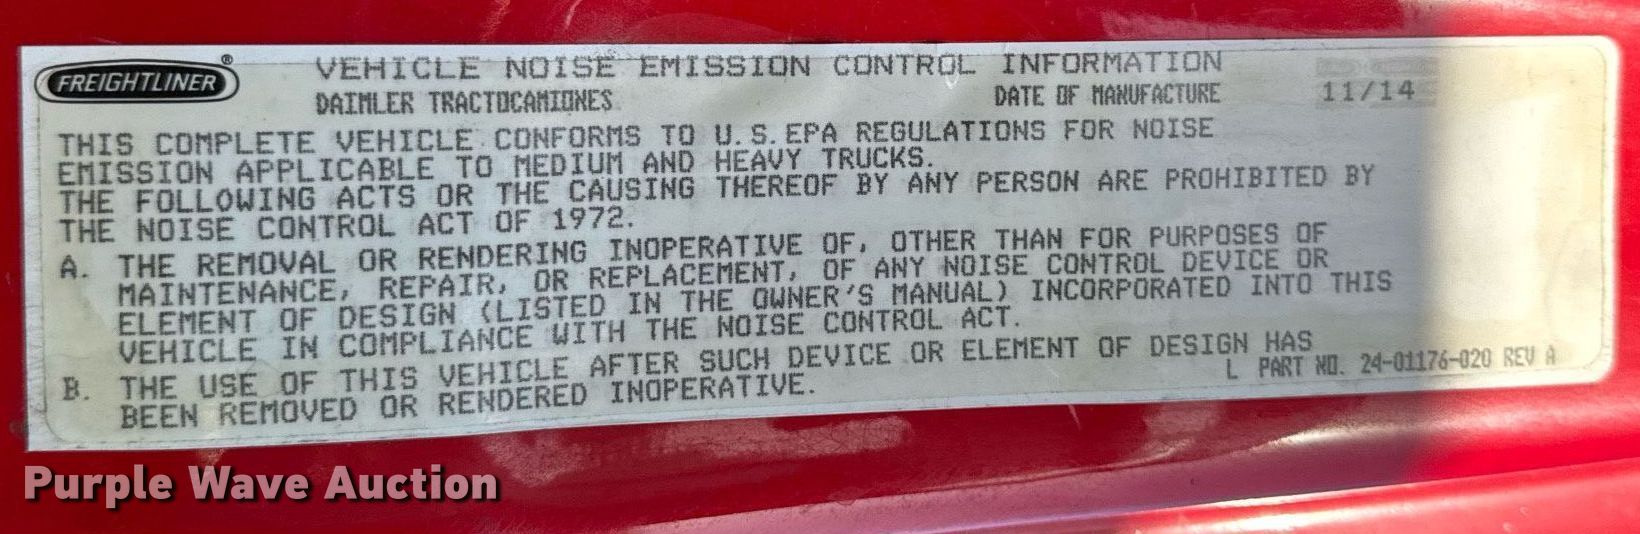 FREIGHTLINER®
VEHICLE NOISE EMISSION CONTROL INFORMATION
DAIMLER TRACTOCAMIONES DATE OF MANUFACTURE 11/14
THIS COMPLETE VEHICLE CONFORMS TO U.S.EPA REGULATIONS FOR NOISE
EMISSION APPLICABLE TO MEDIUM AND HEAVY TRUCKS.
THE FOLLOWING ACTS OR THE CAUSING THEREOF BY ANY PERSON ARE PROHIBITED BY
THE NOISE CONTROL ACT OF 1972.
A. THE REMOVAL OR RENDERING INOPERATIVE OF, OTHER THAN FOR PURPOSES OF
MAINTENANCE, REPAIR, OR REPLACEMENT, OF ANY NOISE CONTROL DEVICE OR
ELEMENT OF DESIGN (LISTED IN THE OWNER'S MANUAL) INCORPORATED INTO THIS
VEHICLE IN COMPLIANCE WITH THE NOISE CONTROL ACT.
B. THE USE OF THIS VEHICLE AFTER SUCH DEVICE OR ELEMENT OF DESIGN HAS
BEEN REMOVED OR RENDERED INOPERATIVE.
L PART NO. 24-01176-020 REV A
Purple Wave Auction